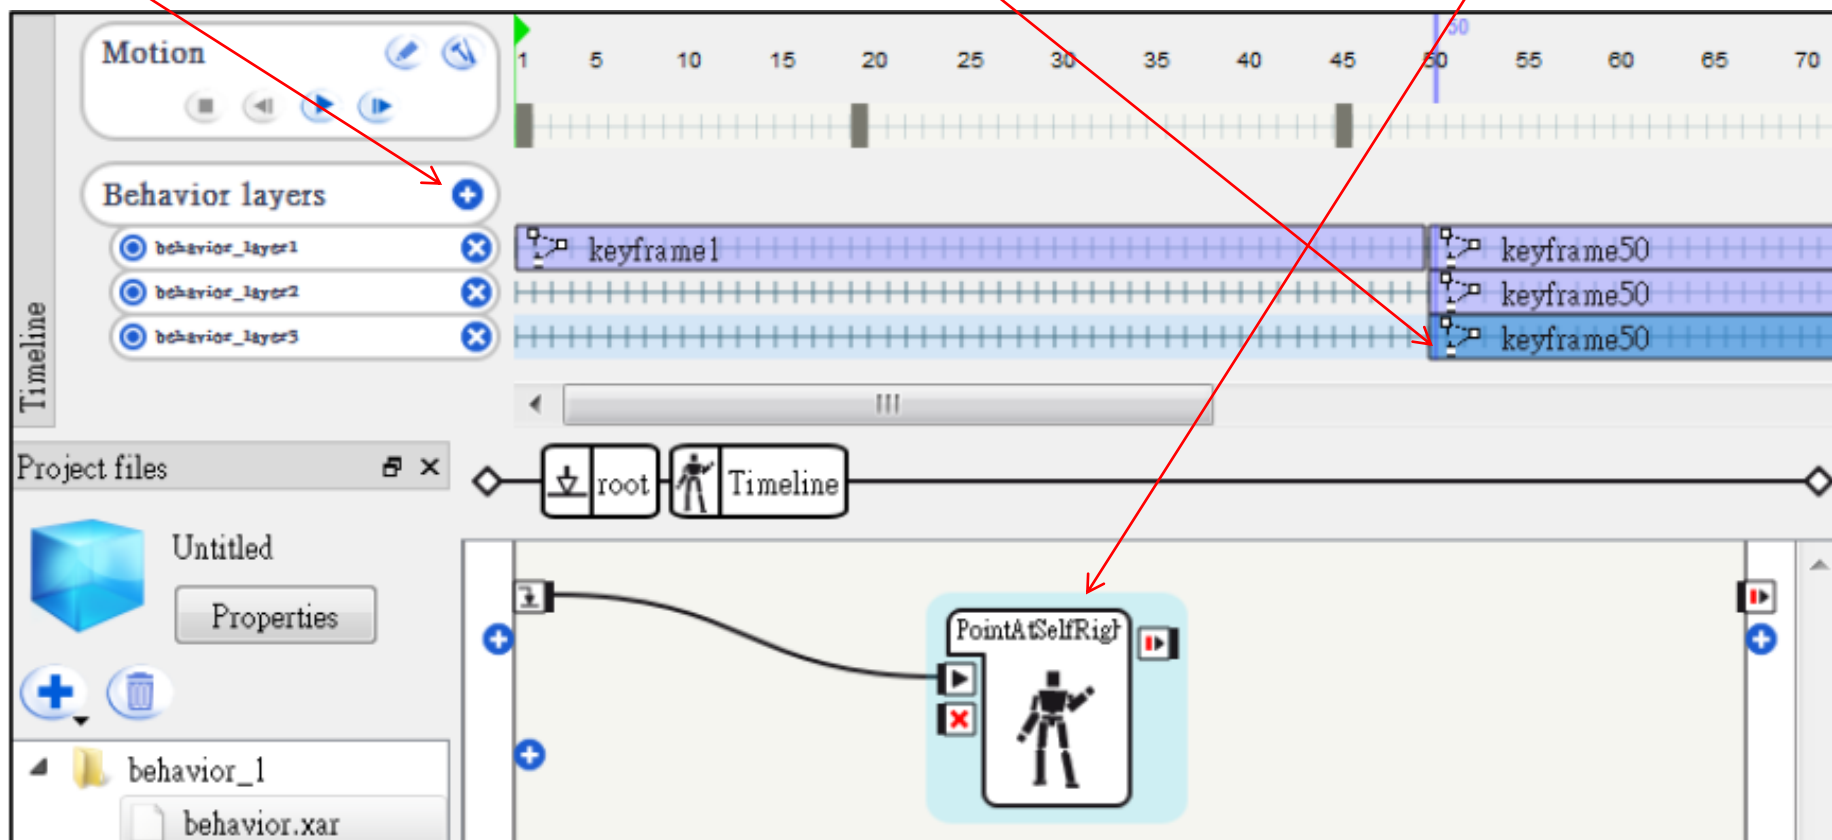 Motion
50
1 5 10 15 20 25 30 35 40 45 50 55 60 65 70
Behavior layers
behavior_layer1
keyframe1
keyframe50
behavior_layer2
keyframe50
behavior_layer3
keyframe50
Timeline
Project files
root
Timeline
Untitled
Properties
PointAtSelfRigh
behavior_1
behavior.xar